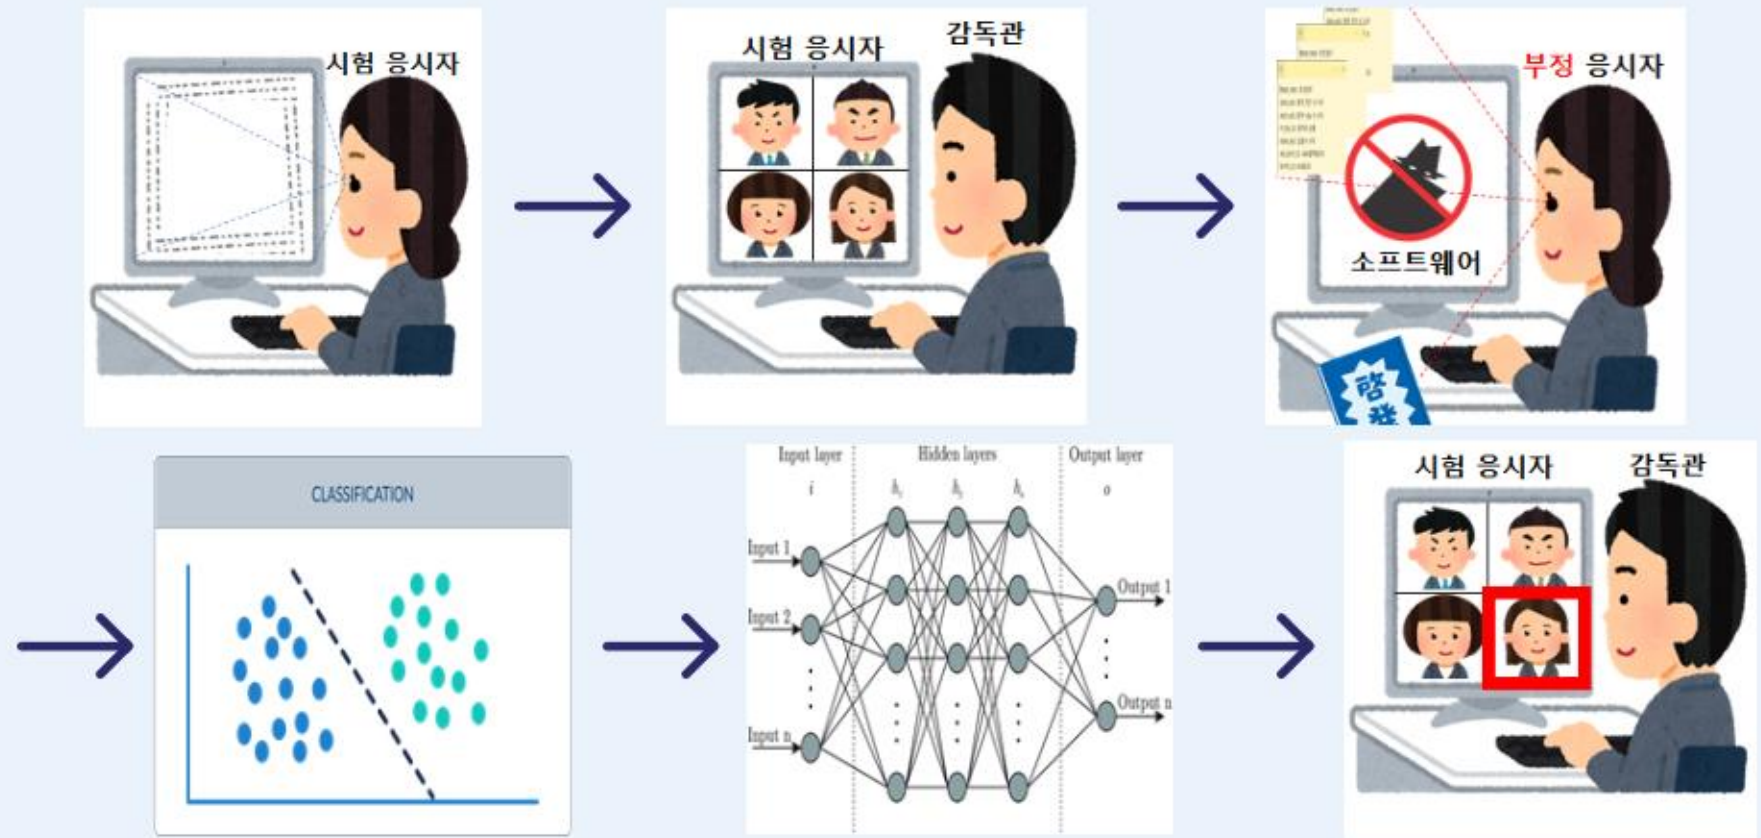 시험 응시자
시험 응시자
감독관
부정 응시자
소프트웨어
啓
発
CLASSIFICATION
Input layer
Hidden layers
Output layer
i
o
Input 1
Input 2
Input n
Output 1
Output n
시험 응시자
감독관